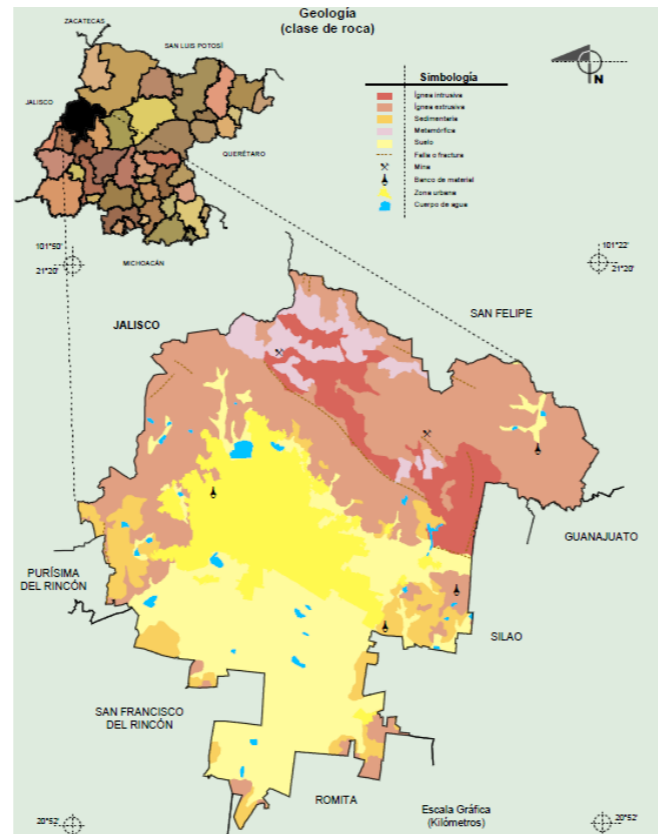 Geología
(clase de roca)
ZACATECAS
SAN LUIS POTOSÍ
JALISCO
QUERÉTARO
MICHOACÁN
N
Simbología
Ígnea intrusiva
Ígnea extrusiva
Sedimentaria
Metamórfica
Suelo
Falla o fractura
Mina
Banco de material
Zona urbana
Cuerpo de agua
101°50'
21°20'
101°22'
21°20'
JALISCO
SAN FELIPE
GUANAJUATO
PURÍSIMA
DEL RINCÓN
SILAO
SAN FRANCISCO
DEL RINCÓN
ROMITA
Escala Gráfica
(Kilómetros)
20°52'
20°52'